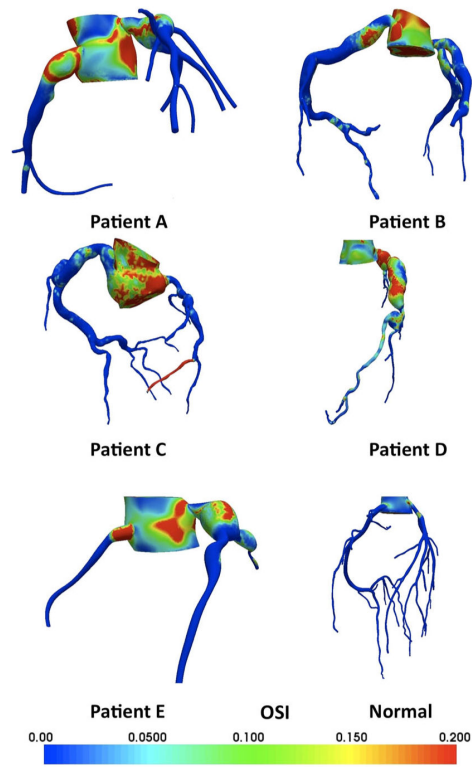 Patient A
Patient B
Patient C
Patient D
Patient E
OSI
Normal
0.00
0.0500
0.100
0.150
0.200